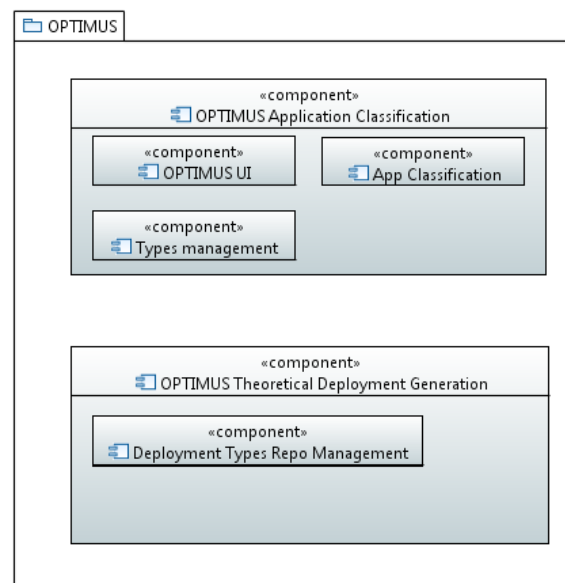 OPTIMUS
«component»
OPTIMUS Application Classification
«component»
OPTIMUS UI
«component»
App Classification
«component»
Types management
«component»
OPTIMUS Theoretical Deployment Generation
«component»
Deployment Types Repo Management